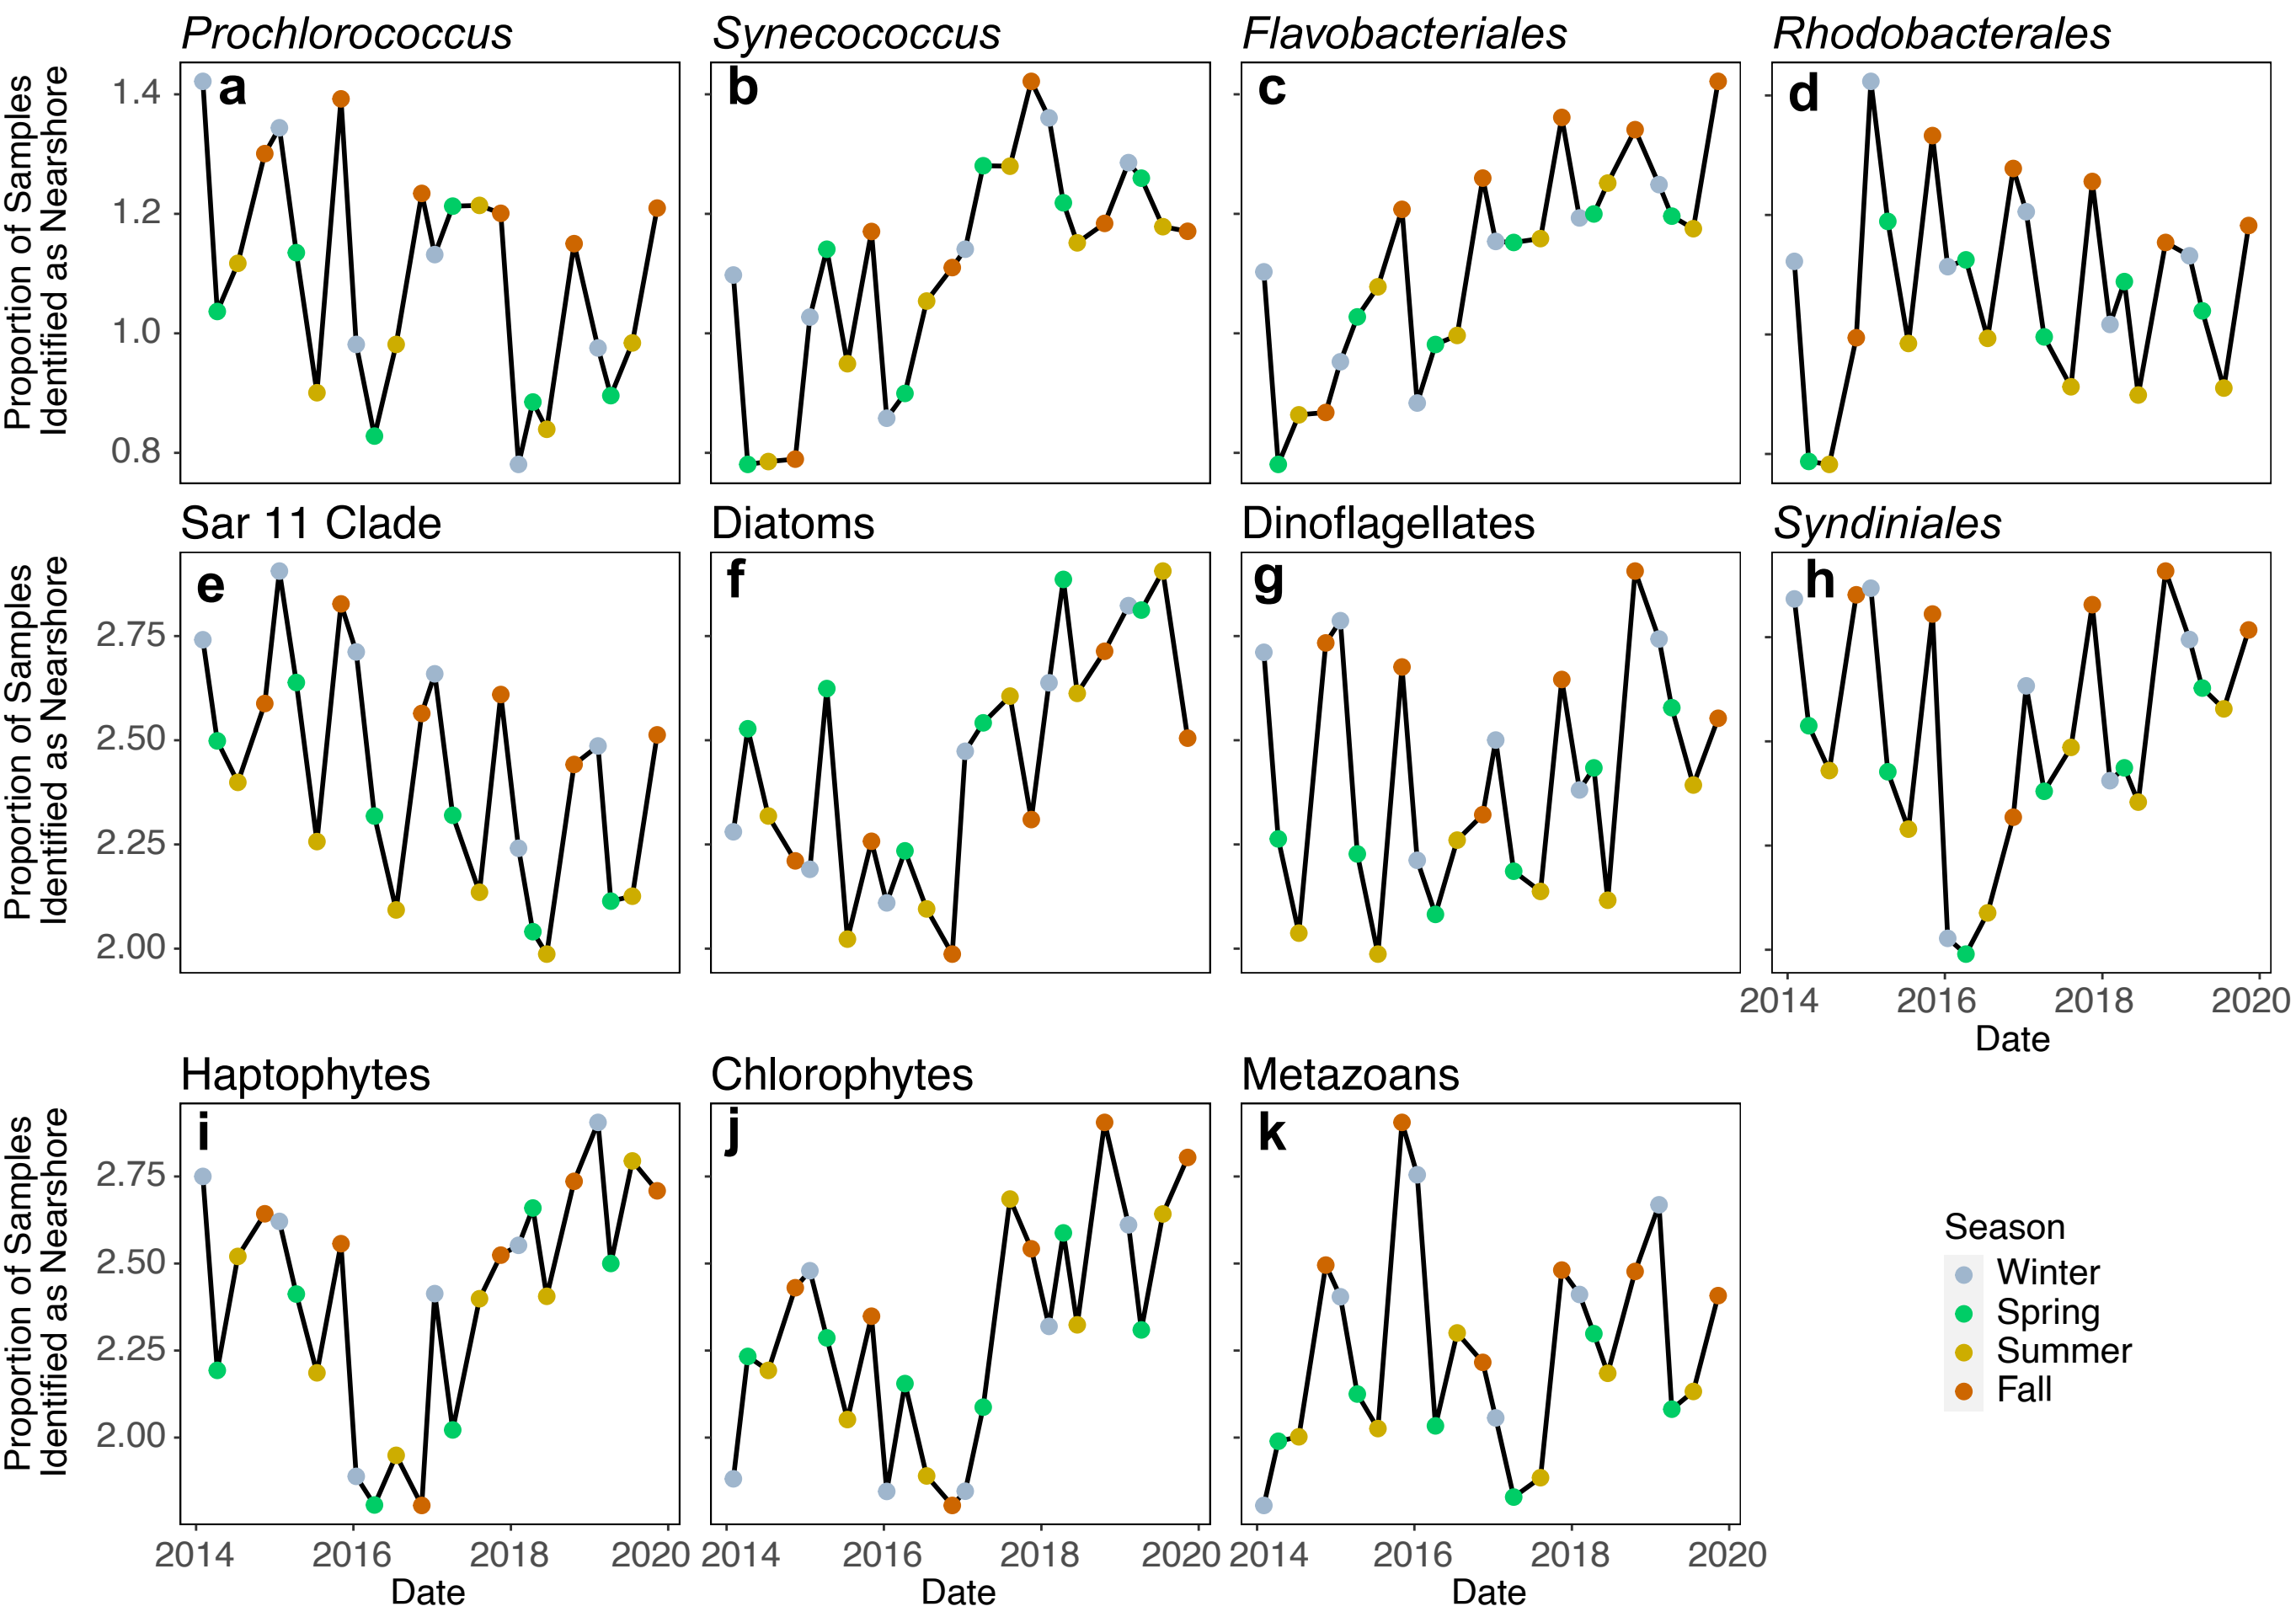 Prochlorococcus
Synecococcus
Flavobacteriales
Rhodobacterales
Proportion of Samples
Identified as Nearshore
1.4
1.2
1.0
0.8
a
b
c
d
Sar 11 Clade
Diatoms
Dinoflagellates
Syndiniales
Proportion of Samples
Identified as Nearshore
2.75
2.50
2.25
2.00
e
f
g
h
2014 2016 2018 2020
Date
Haptophytes
Chlorophytes
Metazoans
Proportion of Samples
Identified as Nearshore
2.75
2.50
2.25
2.00
i
j
k
2014 2016 2018 2020
Date
2014 2016 2018 2020
Date
2014 2016 2018 2020
Date
Season
Winter
Spring
Summer
Fall